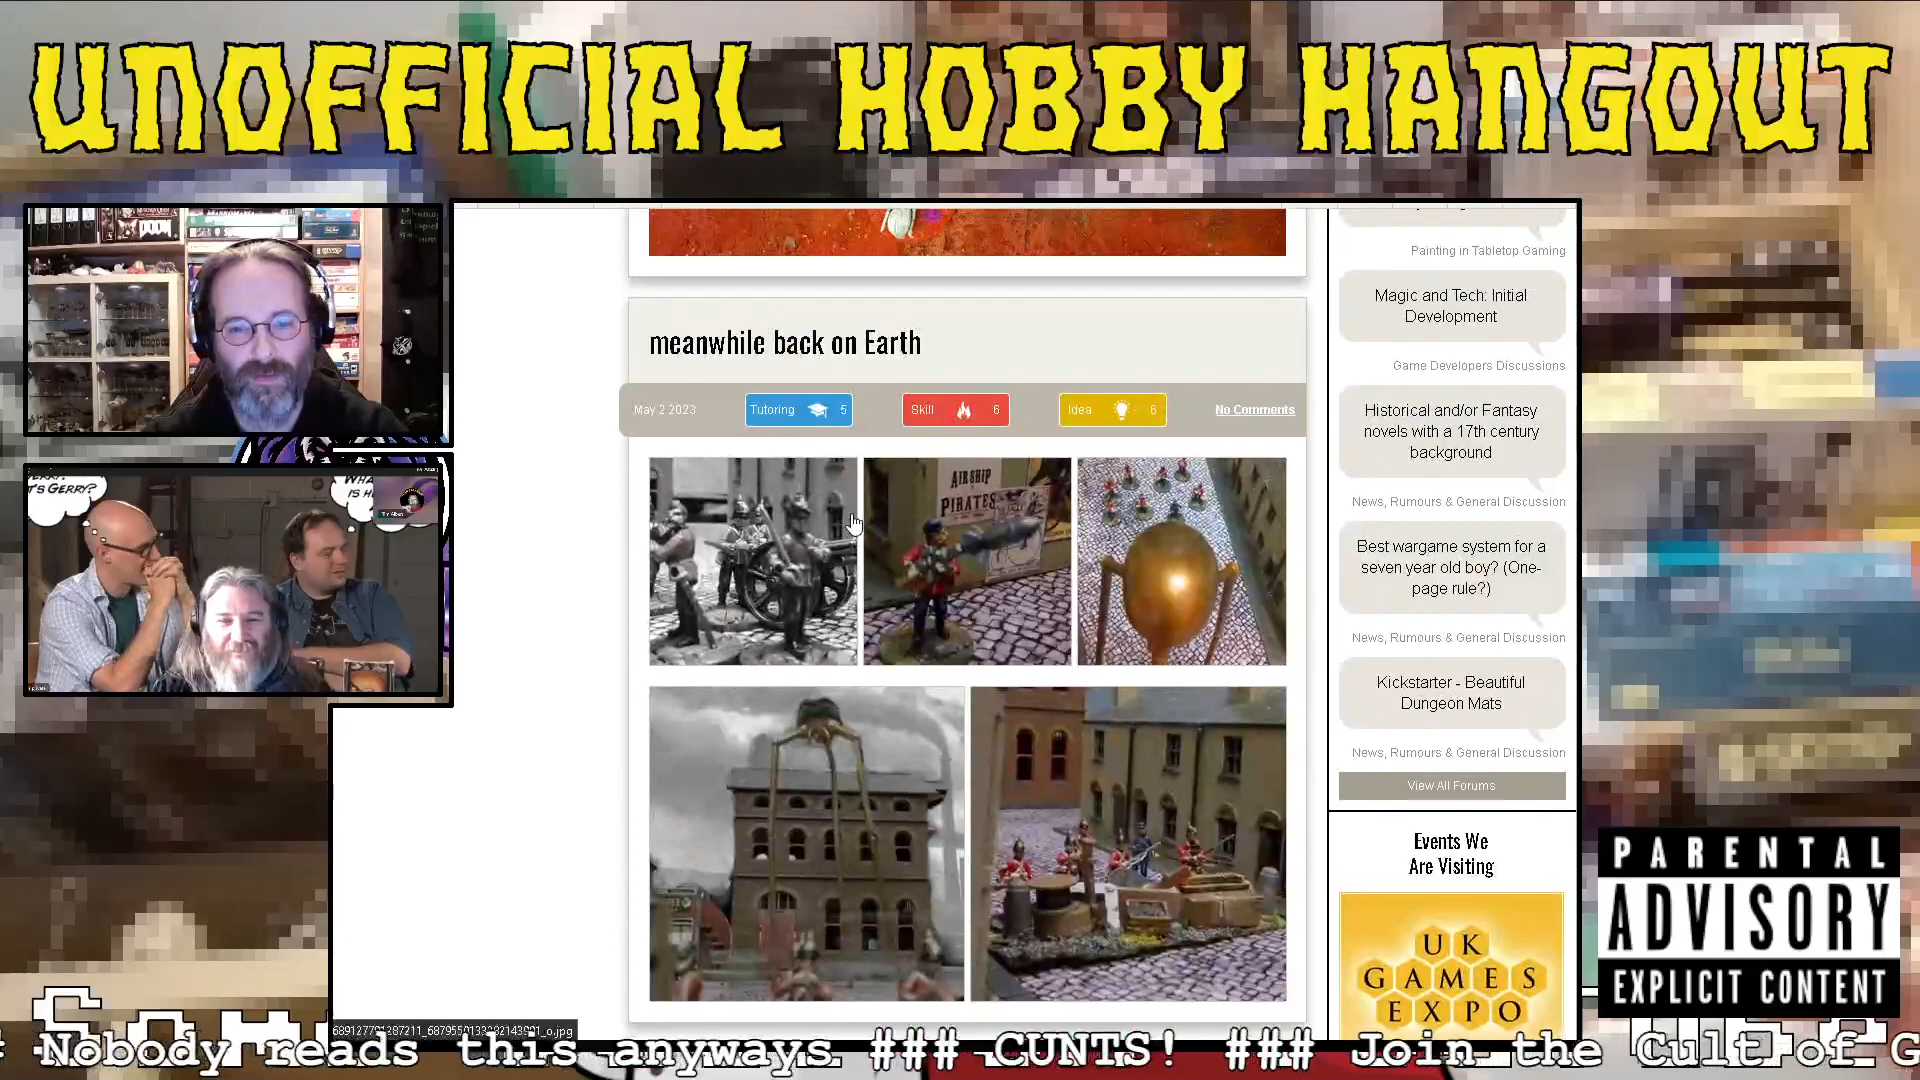 UNOFFICIAL HOBBY HANGOUT
DOOM
T'S GERRY?
WHA
IS H
meanwhile back on Earth
May 2 2023
Tutoring 5
Skill 6
Idea 6
No Comments
AIRSHIP
PIRATES
Painting in Tabletop Gaming
Magic and Tech: Initial
Development
Game Developers Discussions
Historical and/or Fantasy
novels with a 17th century
background
News, Rumours & General Discussion
Best wargame system for a
seven year old boy? (One-
page rule?)
News, Rumours & General Discussion
Kickstarter - Beautiful
Dungeon Mats
News, Rumours & General Discussion
View All Forums
Events We
Are Visiting
UK
GAMES
EXPO
PARENTAL
ADVISORY
EXPLICIT CONTENT
# Nobody reads this anyways ### CUNTS! ### Join the Cult of G